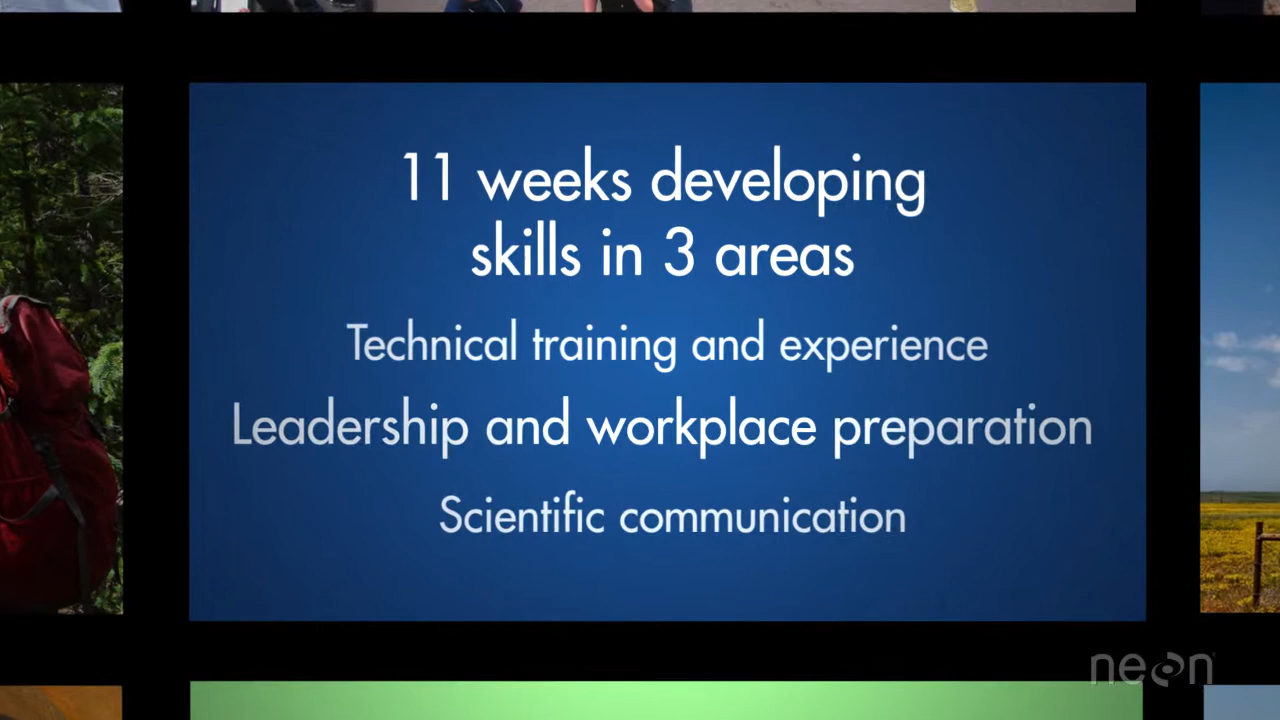 11 weeks developing
skills in 3 areas
Technical training and experience
Leadership and workplace preparation
Scientific communication
neon